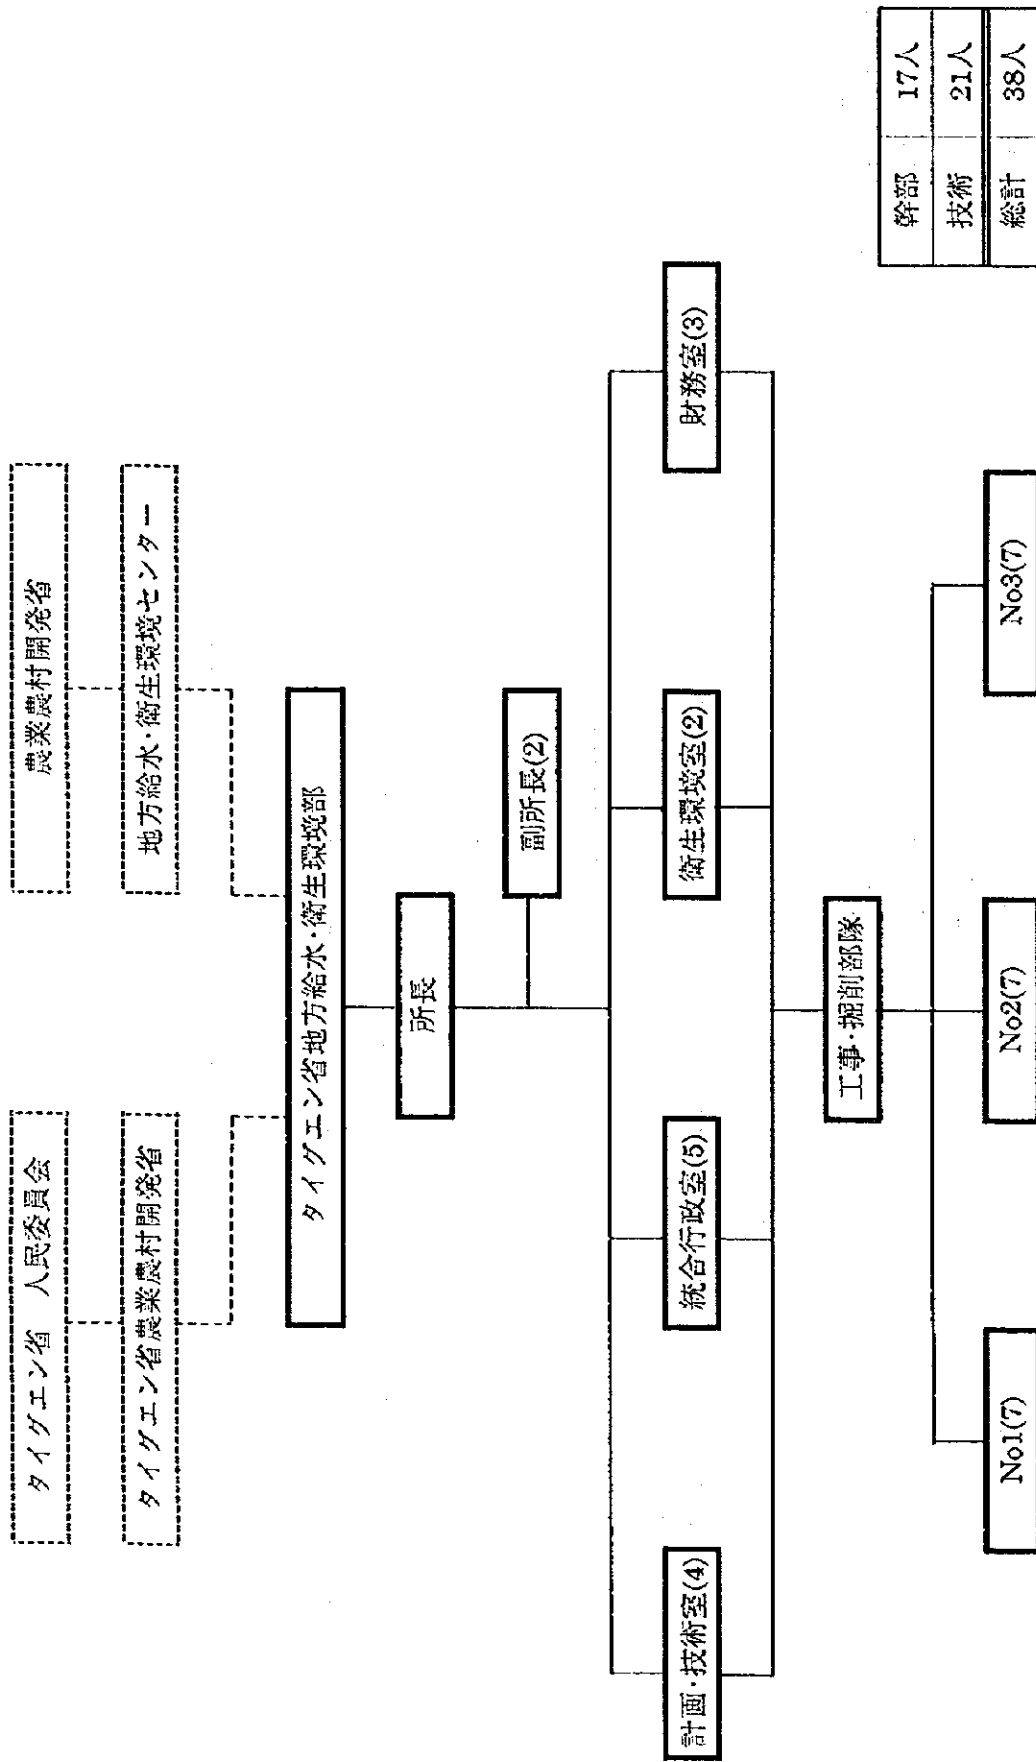 タイグエン省　人民委員会
農業農村開発省
タイグエン省農業農村開発省
地方給水・衛生環境センター
タイグエン省地方給水・衛生環境部
所長
副所長(2)
計画・技術室(4)
統合行政室(5)
衛生環境室(2)
財務室(3)
工事・掘削部隊
No1(7)
No2(7)
No3(7)
幹部 17人
技術 21人
総計 38人